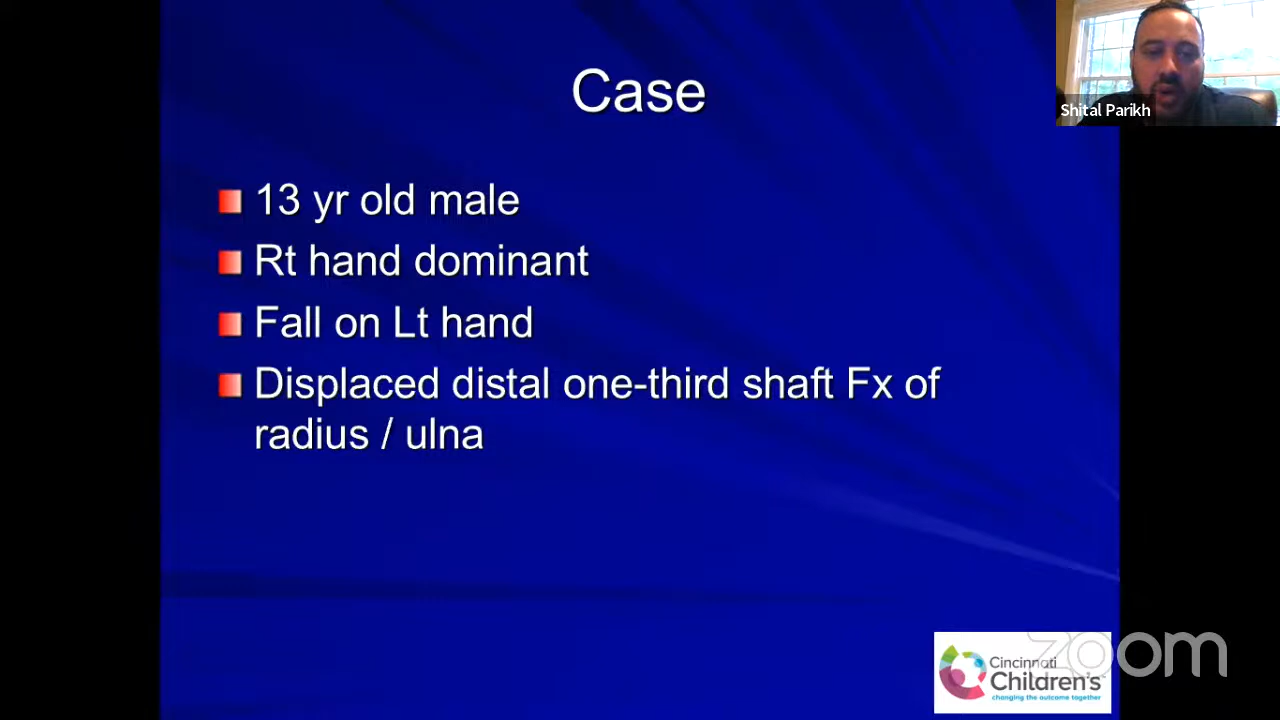 Case
Shital Parikh
13 yr old male
Rt hand dominant
Fall on Lt hand
Displaced distal one-third shaft Fx of
radius / ulna
zoom
Cincinnati
Children's
changing the outcome together